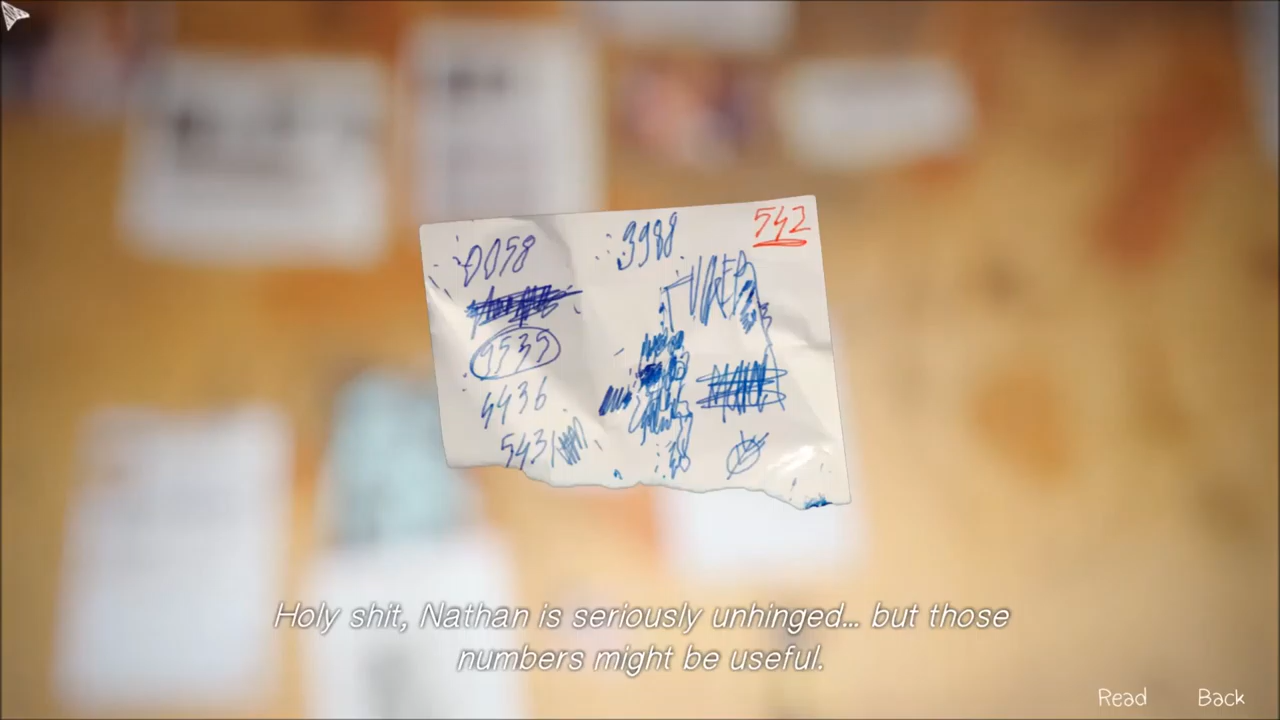 542
3988
0058
9539
4436
543
Holy shit, Nathan is seriously unhinged... but those
numbers might be useful.
Read
Back